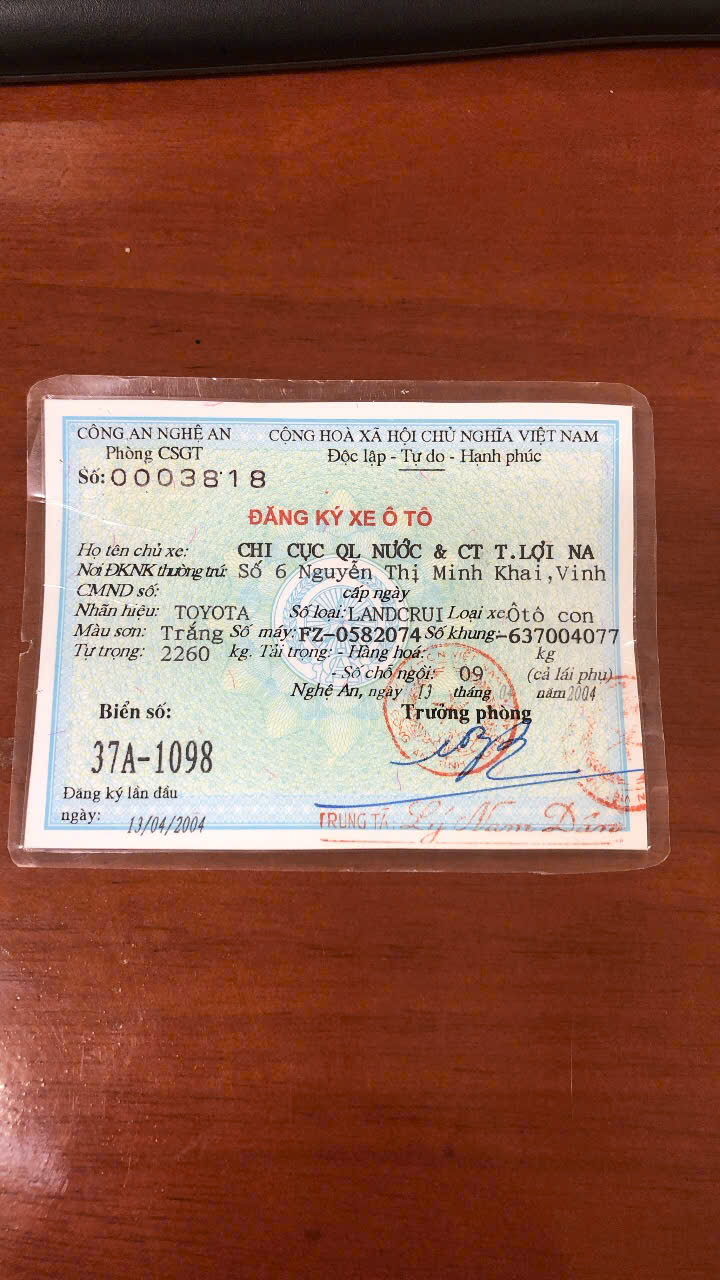 CÔNG AN NGHỆ AN
Phòng CSGT
CỘNG HOÀ XÃ HỘI CHỦ NGHĨA VIỆT NAM
Độc lập - Tự do - Hạnh phúc
Số: 0003818
ĐĂNG KÝ XE Ô TÔ
Họ tên chủ xe: CHI CỤC QL NƯỚC & CT T.LỢI NA
Nơi ĐKNK thường trú: Số 6 Nguyễn Thị Minh Khai,Vinh
CMND số: cấp ngày
Nhãn hiệu: TOYOTA Số loại: LANDCRUI Loại xe: Ôtô con
Màu sơn: Trắng Số máy: FZ-0582074 Số khung: -637004077
Tự trọng: 2260 kg. Tải trọng: - Hàng hoá: kg
- Số chỗ ngồi: 09 (cả lái phụ)
Nghệ An, ngày 13 tháng 04 năm 2004
Biển số: Trưởng phòng
37A-1098
Đăng ký lần đầu
ngày: 13/04/2004
TRUNG TÁ: Lý Nam Dân